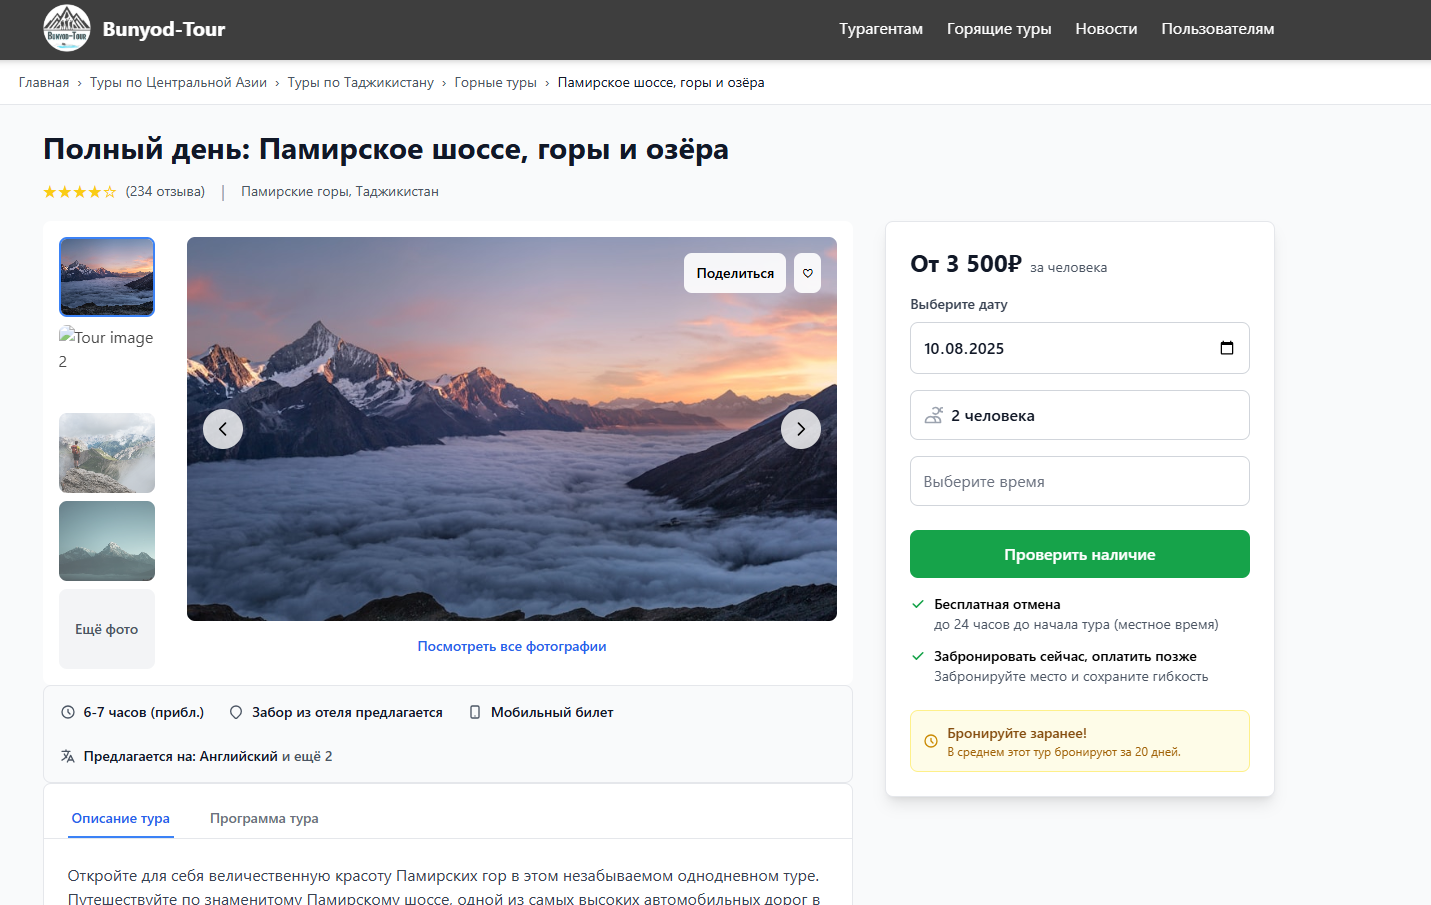 Bunyod-Tour
Bunyod-Tour
Турагентам
Горящие туры
Новости
Пользователям
Главная › Туры по Центральной Азии › Туры по Таджикистану › Горные туры › Памирское шоссе, горы и озёра
Полный день: Памирское шоссе, горы и озёра
★★★★☆ (234 отзыва) | Памирские горы, Таджикистан
Поделиться
Tour image
2
Ещё фото
Посмотреть все фотографии
6-7 часов (прибл.)
Забор из отеля предлагается
Мобильный билет
Предлагается на: Английский и ещё 2
Описание тура
Программа тура
Откройте для себя величественную красоту Памирских гор в этом незабываемом однодневном туре.
Путешествуйте по знаменитому Памирскому шоссе, одной из самых высоких автомобильных дорог в
От 3 500₽ за человека
Выберите дату
10.08.2025
2 человека
Выберите время
Проверить наличие
Бесплатная отмена
до 24 часов до начала тура (местное время)
Забронировать сейчас, оплатить позже
Забронируйте место и сохраните гибкость
Бронируйте заранее!
В среднем этот тур бронируют за 20 дней.